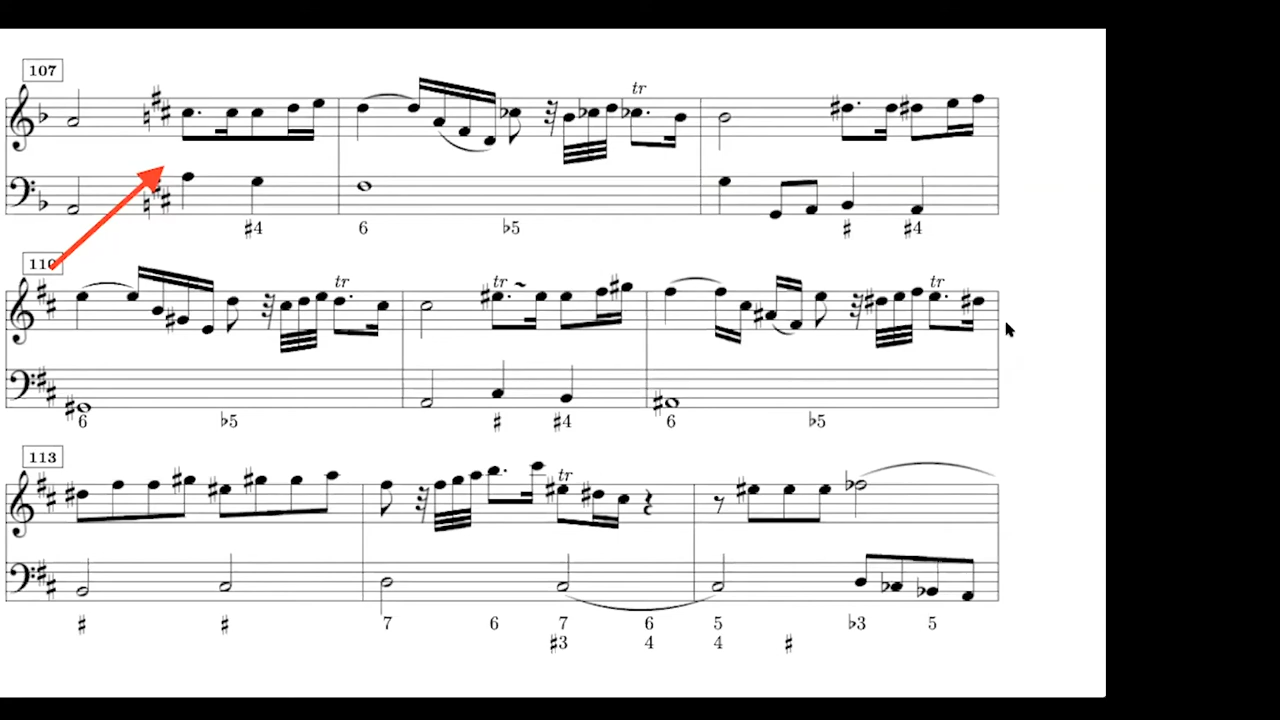 107
tr
♯4 6 ♭5 ♯ ♯4
110
tr tr tr
6 ♭5 ♯ ♯4 6 ♭5
113
tr
♯ ♯ 7 6 7 6 5 ♭3 5
♯3 4 4 ♯